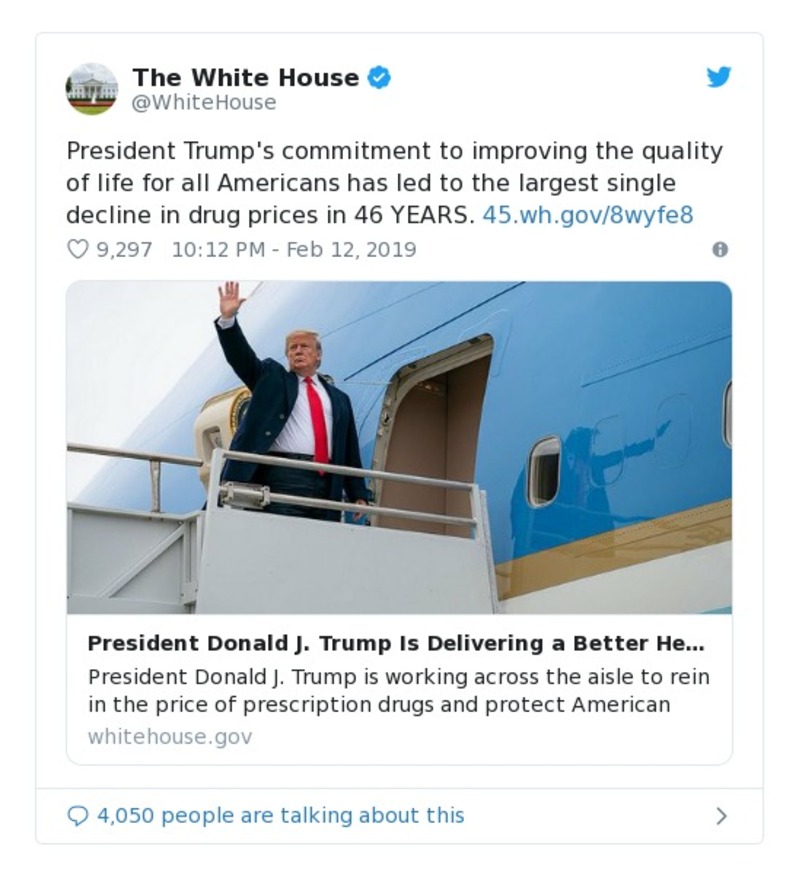 The White House
@WhiteHouse
President Trump's commitment to improving the quality
of life for all Americans has led to the largest single
decline in drug prices in 46 YEARS. 45.wh.gov/8wyfe8
9,297 10:12 PM - Feb 12, 2019
President Donald J. Trump Is Delivering a Better He...
President Donald J. Trump is working across the aisle to rein
in the price of prescription drugs and protect American
whitehouse.gov
4,050 people are talking about this